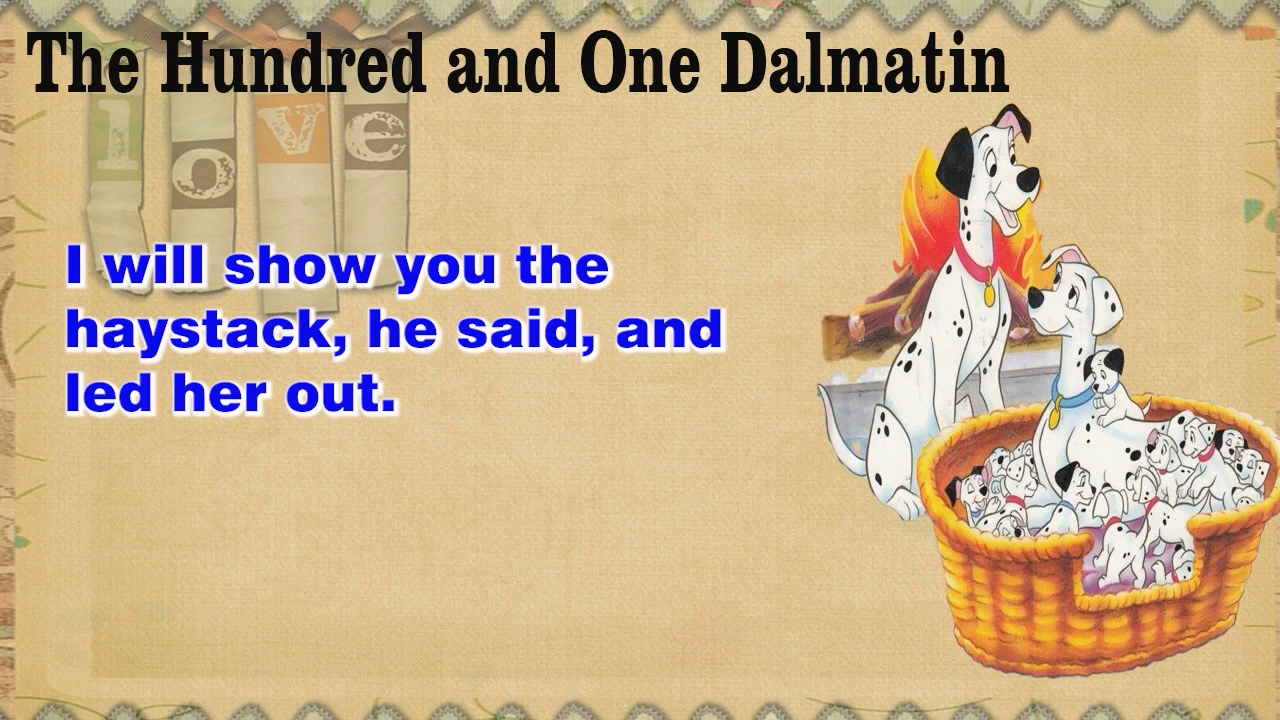 The Hundred and One Dalmatin
love
I will show you the
haystack, he said, and
led her out.